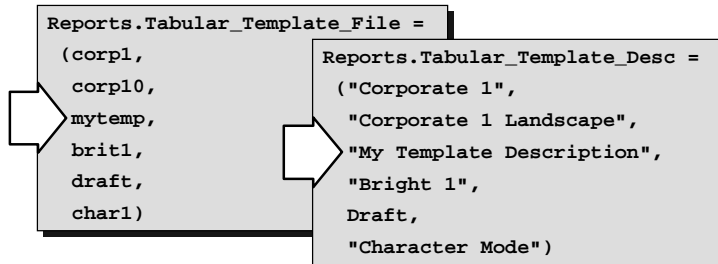 Reports.Tabular_Template_File =
(corp1,
corp10,
mytemp,
brit1,
draft,
char1)
Reports.Tabular_Template_Desc =
("Corporate 1",
"Corporate 1 Landscape",
"My Template Description",
"Bright 1",
Draft,
"Character Mode")